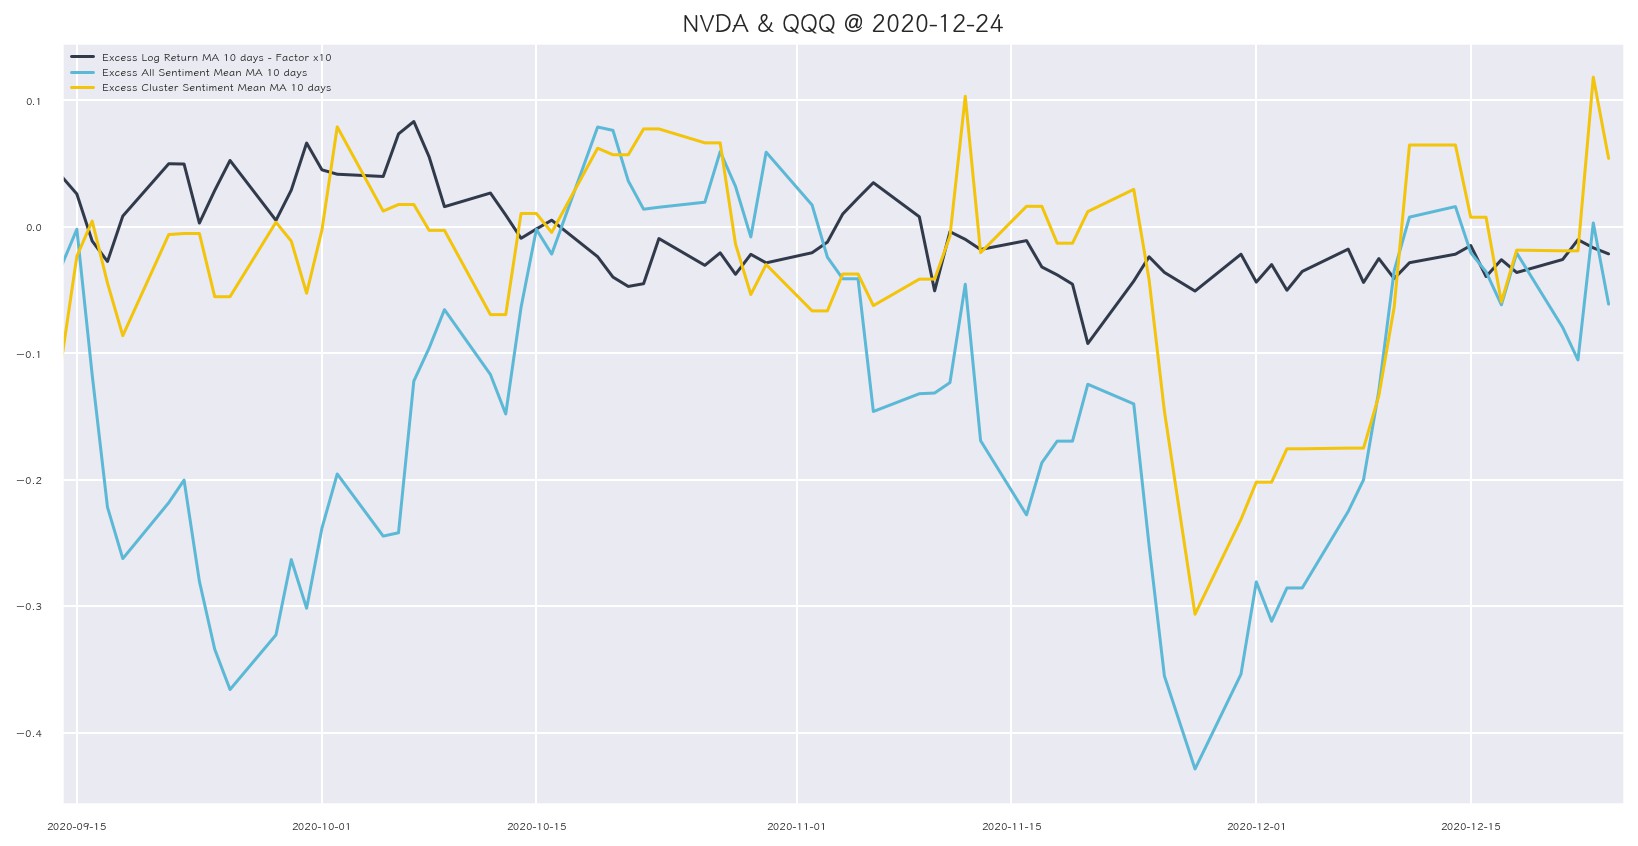 NVDA & QQQ @ 2020-12-24
Excess Log Return MA 10 days - Factor x10
Excess All Sentiment Mean MA 10 days
Excess Cluster Sentiment Mean MA 10 days
0.1
0.0
−0.1
−0.2
−0.3
−0.4
2020-09-15 2020-10-01 2020-10-15 2020-11-01 2020-11-15 2020-12-01 2020-12-15